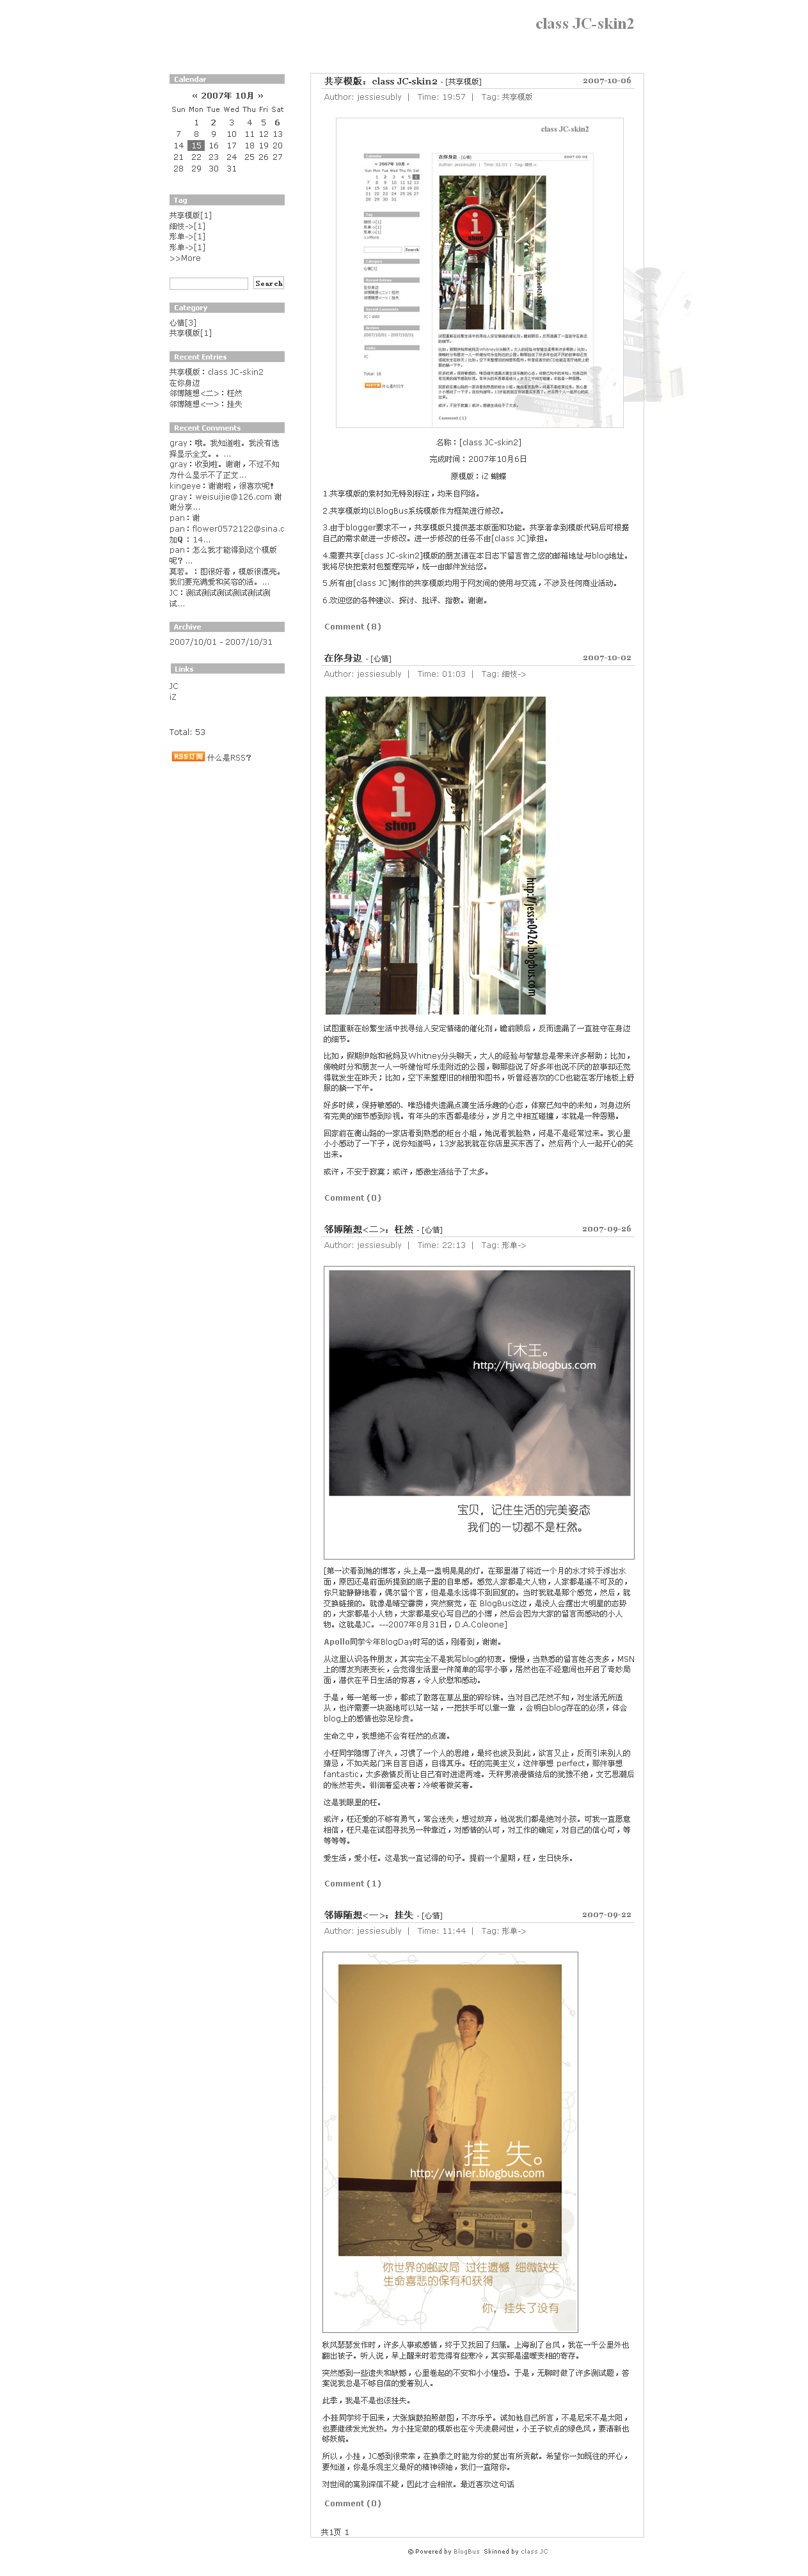 class JC-skin2
Calendar
« 2007年 10月 »
Sun Mon Tue Wed Thu Fri Sat
1 2 3 4 5 6
7 8 9 10 11 12 13
14 15 16 17 18 19 20
21 22 23 24 25 26 27
28 29 30 31
Tag
共享模版[1]
形单->[1]
形单->[1]
>>More
Search
Category
心情[3]
共享模版[1]
Recent Entries
共享模版：class JC-skin2
在你身边
邻博随想<二>：枉然
邻博随想<一>：挂失
Recent Comments
gray：哦。我知道啦。我没有选
择显示全文。。...
gray：收到啦。谢谢，不过不知
为什么显示不了正文...
kingeye：谢谢啦，很喜欢呢！
gray：weisuijie@126.com 谢
谢分享...
pan：谢
pan：flower0572122@sina.c
加Q ：14...
pan：怎么我才能得到这个模版
呢？...
莫若。：图很好看，模版很漂亮。
我们要充满爱和笑容的活。...
JC：测试测试测试测试测试测
试...
Archive
2007/10/01 - 2007/10/31
Links
JC
iZ
Total: 53
RSS订阅 什么是RSS?
共享模版：class JC-skin2 - [共享模版]
2007-10-06
Author: jessiesubly | Time: 19:57 | Tag: 共享模版
名称：[class JC-skin2]
完成时间：2007年10月6日
原模版：iZ 蝴蝶
1.共享模版的素材如无特别标注，均来自网络。
2.共享模版均以BlogBus系统模版作为框架进行修改。
3.由于blogger要求不一，共享模版只提供基本版面和功能。共享者拿到模版代码后可根据
自己的需求做进一步修改。进一步修改的任务不由[class JC]承担。
4.需要共享[class JC-skin2]模版的朋友请在本日志下留言告之您的邮箱地址与blog地址。
我将尽快把素材包整理完毕，统一由邮件发给您。
5.所有由[class JC]制作的共享模版均用于网友间的使用与交流，不涉及任何商业活动。
6.欢迎您的各种建议、探讨、批评、指教。谢谢。
Comment (8)
在你身边 - [心情]
2007-10-02
Author: jessiesubly | Time: 01:03 | Tag:
i
shop
http://jessie0426.blogbus.com
试图重新在纷繁生活中找寻给人安定情绪的催化剂，瞻前顾后，反而遗漏了一直驻守在身边
的细节。
比如，假期伊始和爸妈及Whitney分头聊天，大人的经验与智慧总是带来许多帮助；比如，
傍晚时分和朋友一人一听健怡可乐走附近的公园，聊那些说了好多年也说不厌的故事却还觉
得就发生在昨天；比如，空下来整理旧的相册和图书，听曾经喜欢的CD也能在客厅地板上舒
服的躺一下午。
好多时候，保持敏感的、唯恐错失遗漏点滴生活乐趣的心态，体察已知中的未知，对身边所
有完美的细节感到珍视。有年头的东西都是缘分，岁月之中相互碰撞，本就是一种恩赐。
回家前在衡山路的一家店看到熟悉的柜台小姐，她说看我脸熟，问是不是经常过来。我心里
小小感动了一下子，说你知道吗，13岁起我就在你店里买东西了。然后两个人一起开心的笑
出来。
或许，不安于寂寞；或许，感激生活给予了太多。
Comment (0)
邻博随想<二>：枉然 - [心情]
2007-09-26
Author: jessiesubly | Time: 22:13 | Tag: 形单->
[木王。
http://hjwq.blogbus.com
宝贝，记住生活的完美姿态
我们的一切都不是枉然。
[第一次看到她的博客，头上是一盏明晃晃的灯。在那里潜了将近一个月的水才终于浮出水
面，原因还是前面所提到的底子里的自卑感。感觉人家都是大人物，人家都是遥不可及的，
你只能静静地看，偶尔留个言，但是是永远得不到回复的。当时我就是那个感觉，然后，就
交换链接的。就像是晴空霹雳，突然察觉，在 BlogBus这边，是没人会摆出大明星的态势
的，大家都是小人物，大家都是安心写自己的小博，然后会因为大家的留言而感动的小人
物。这就是JC。---2007年8月31日，D.A.Coleone]
Apollo同学今年BlogDay时写的话，刚看到，谢谢。
从这里认识各种朋友，其实完全不是我写blog的初衷。慢慢，当熟悉的留言姓名变多，MSN
上的博友列表变长，会觉得生活里一件简单的写字小事，居然也在不经意间也开启了奇妙局
面，潜伏在平日生活的惊喜，令人欣慰和感动。
于是，每一笔每一步，都成了散落在草丛里的碎珍珠。当对自己茫然不知，对生活无所适
从，也许需要一块高地可以站一站，一把扶手可以靠一靠 ，会明白blog存在的必须，体会
blog上的感情也弥足珍贵。
生命之中，我想绝不会有枉然的点滴。
小枉同学隐博了许久，习惯了一个人的思维，最终也波及到此，欲言又止，反而引来别人的
猜忌，不如关起门来自言自语，自得其乐。枉的完美主义，这件事想 perfect，那件事想
fantastic，太多激情反而让自己有时进退两难。天秤男浪漫情结后的犹豫不绝，文艺思潮后
的怅然若失。徘徊着坚决著；冷峻著微笑著。
这是我眼里的枉。
或许，枉还爱的不够有勇气，常会迷失，想过放弃，他说我们都是绝对小孩。可我一直愿意
相信，枉只是在试图寻找另一种靠近，对感情的认可，对工作的确定，对自己的信心可，等
等等等。
爱生活，爱小枉。这是我一直记得的句子。提前一个星期，枉，生日快乐。
Comment (1)
邻博随想<一>：挂失 - [心情]
2007-09-22
Author: jessiesubly | Time: 11:44 | Tag: 形单->
挂 失。
http://winler.blogbus.com
你世界的邮政局 过往遗憾 细微缺失
生命喜悲的保有和获得
你，挂失了没有
秋风瑟瑟发作时，许多人事或感情，终于又找回了归属。上海刮了台风，我在一千公里外也
翻出被子。听人说，早上醒来时若觉得有些寒冷，其实那是温暖变相的寄存。
突然感到一些遗失和缺憾，心里卷起的不安和小小惶恐。于是，无聊时做了许多测试题，答
案说我总是不够自信的爱着别人。
此季，我是不是也该挂失。
小挂同学终于回来，大张旗鼓拍照做图，不亦乐乎。诚如他自己所言，不是尼采不是太阳，
也要继续发光发热。为小挂定做的模版也在今天凌晨问世，小王子钦点的绿色风，要清新也
够妖娆。
所以，小挂，JC感到很荣幸，在换季之时能为你的复出有所贡献。希望你一如既往的开心，
要知道，你是乐观主义最好的精神领袖，我们一直陪你。
对世间的离别深信不疑，因此才会相依。最近喜欢这句话
Comment (0)
共1页 1
© Powered by BlogBus Skinned by class JC